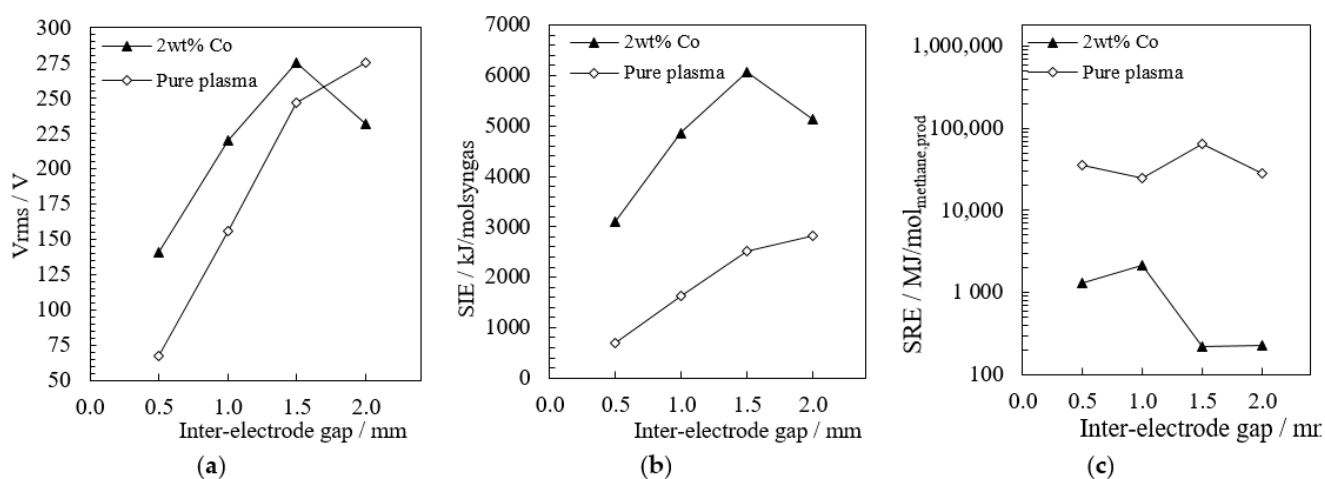 300
275
250
225
200
175
150
125
100
75
50
Vrms / V
2wt% Co
Pure plasma
0.0 0.5 1.0 1.5 2.0
Inter-electrode gap / mm
(a)
7000
6000
5000
4000
3000
2000
1000
0
SIE / kJ/molsyngas
2wt% Co
Pure plasma
0.0 0.5 1.0 1.5 2.0
Inter-electrode gap / mm
(b)
1,000,000
100,000
10,000
1 000
100
SRE / MJ/mol methane,prod
2wt% Co
Pure plasma
0.0 0.5 1.0 1.5 2.0
Inter-electrode gap / mm
(c)